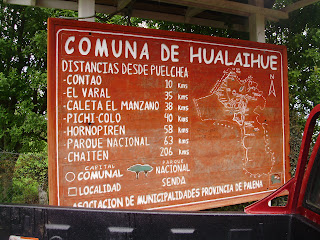 COMUNA DE HUALAIHUE
DISTANCIAS DESDE PUELCHEA
-CONTAO 10 KMS
-EL VARAL 35 KMS
-CALETA EL MANZANO 38 KMS
-PICHI-COLO 40 KMS
-HORNOPIREN 58 KMS
-PARQUE NACIONAL 63 KMS
-CHAITEN 106 KMS
CAPITAL COMUNAL
PARQUE NACIONAL
LOCALIDAD
SENDA
ASOCIACION DE MUNICIPALIDADES PROVINCIA DE PALENA